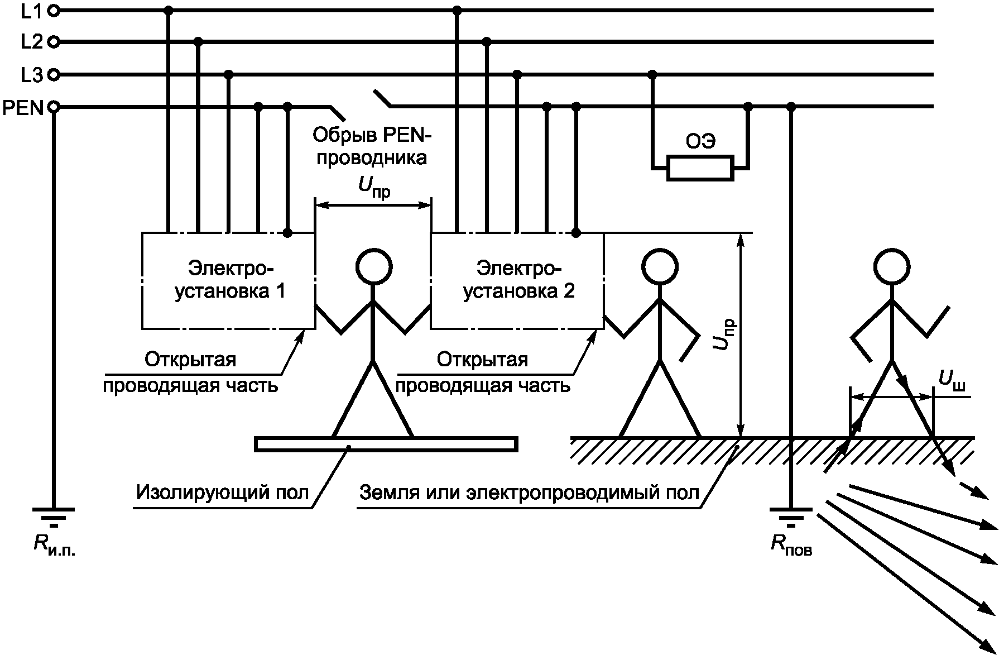 L1
L2
L3
PEN
Обрыв PEN-
проводника
ОЭ
Uпр
Электро-
установка 1
Электро-
установка 2
Uпр
Открытая
проводящая часть
Открытая
проводящая часть
Uш
Изолирующий пол
Земля или электропроводимый пол
Rи.п.
Rпов